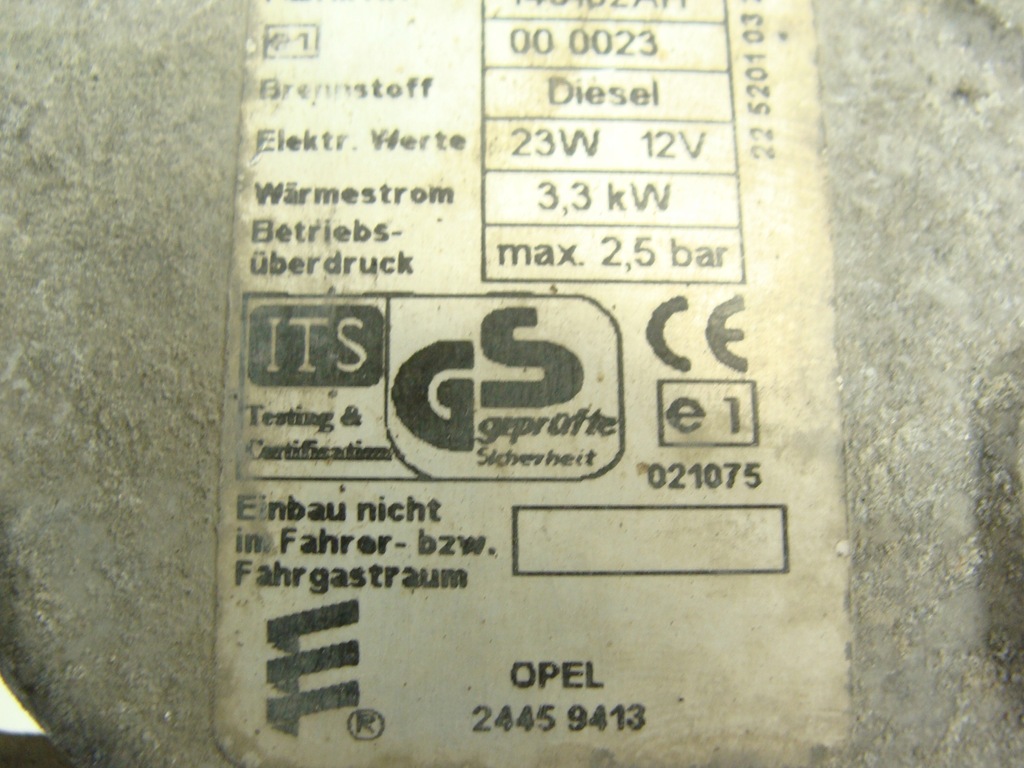 e1 00 0023
Brennstoff Diesel
Elektr. Werte 23W 12V
Wärmestrom 3,3 kW
Betriebs-
überdruck max. 2,5 bar
22 5201 03
ITS
Testing &
Certification
GS
geprüfte
Sicherheit
CE
e1
021075
Einbau nicht
im Fahrer- bzw.
Fahrgastraum
®
OPEL
2445 9413